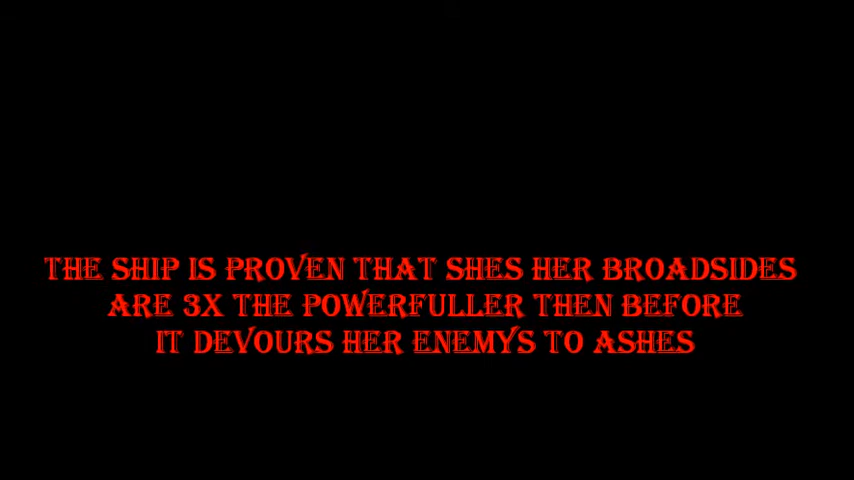 THE SHIP IS PROVEN THAT SHES HER BROADSIDES
ARE 3X THE POWERFULLER THEN BEFORE
IT DEVOURS HER ENEMYS TO ASHES